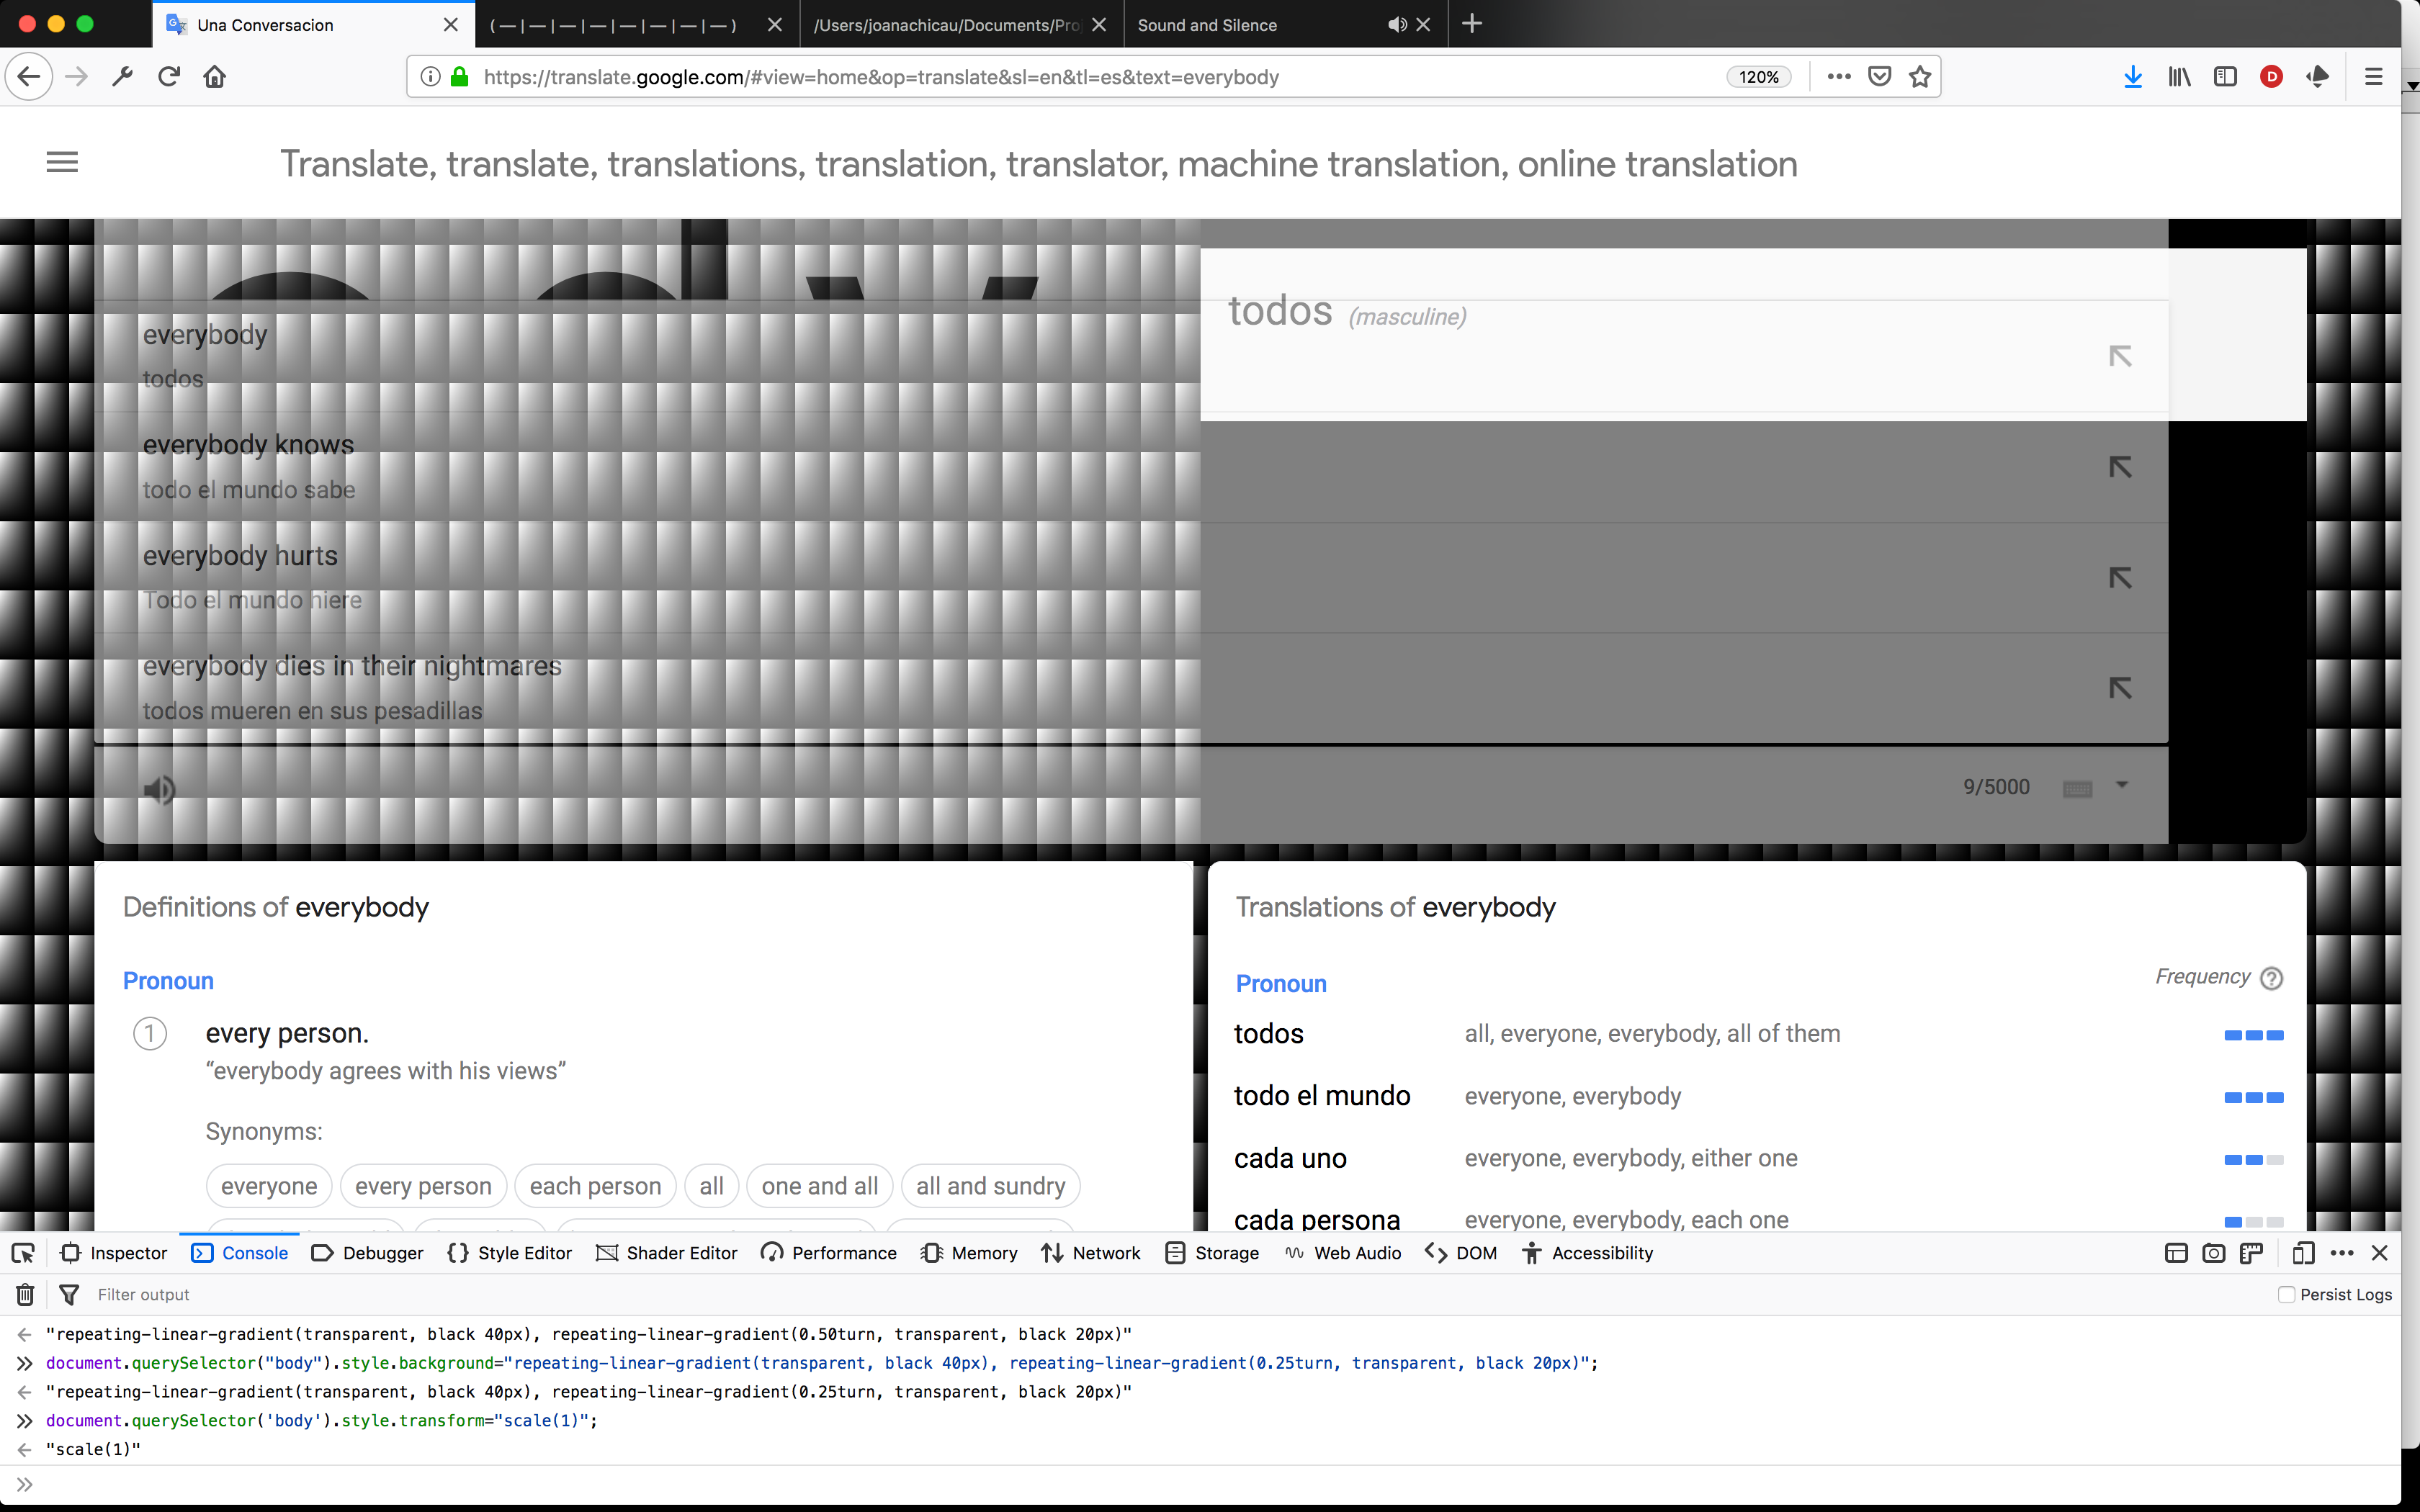 Una Conversacion
( — | — | — | — | — | — | — | — )
/Users/joanachicau/Documents/Pro
Sound and Silence
https://translate.google.com/#view=home&op=translate&sl=en&tl=es&text=everybody
120%
D
Translate, translate, translations, translation, translator, machine translation, online translation
todos (masculine)
everybody
todos
everybody knows
todo el mundo sabe
everybody hurts
Todo el mundo hiere
everybody dies in their nightmares
todos mueren en sus pesadillas
9/5000
Definitions of everybody
Pronoun
1 every person.
“everybody agrees with his views”
Synonyms:
everyone every person each person all one and all all and sundry
Translations of everybody
Pronoun Frequency
todos all, everyone, everybody, all of them
todo el mundo everyone, everybody
cada uno everyone, everybody, either one
cada persona everyone, everybody, each one
Inspector Console Debugger Style Editor Shader Editor Performance Memory Network Storage Web Audio DOM Accessibility
Filter output Persist Logs
"repeating-linear-gradient(transparent, black 40px), repeating-linear-gradient(0.50turn, transparent, black 20px)"
document.querySelector("body").style.background="repeating-linear-gradient(transparent, black 40px), repeating-linear-gradient(0.25turn, transparent, black 20px)";
"repeating-linear-gradient(transparent, black 40px), repeating-linear-gradient(0.25turn, transparent, black 20px)"
document.querySelector('body').style.transform="scale(1)";
"scale(1)"